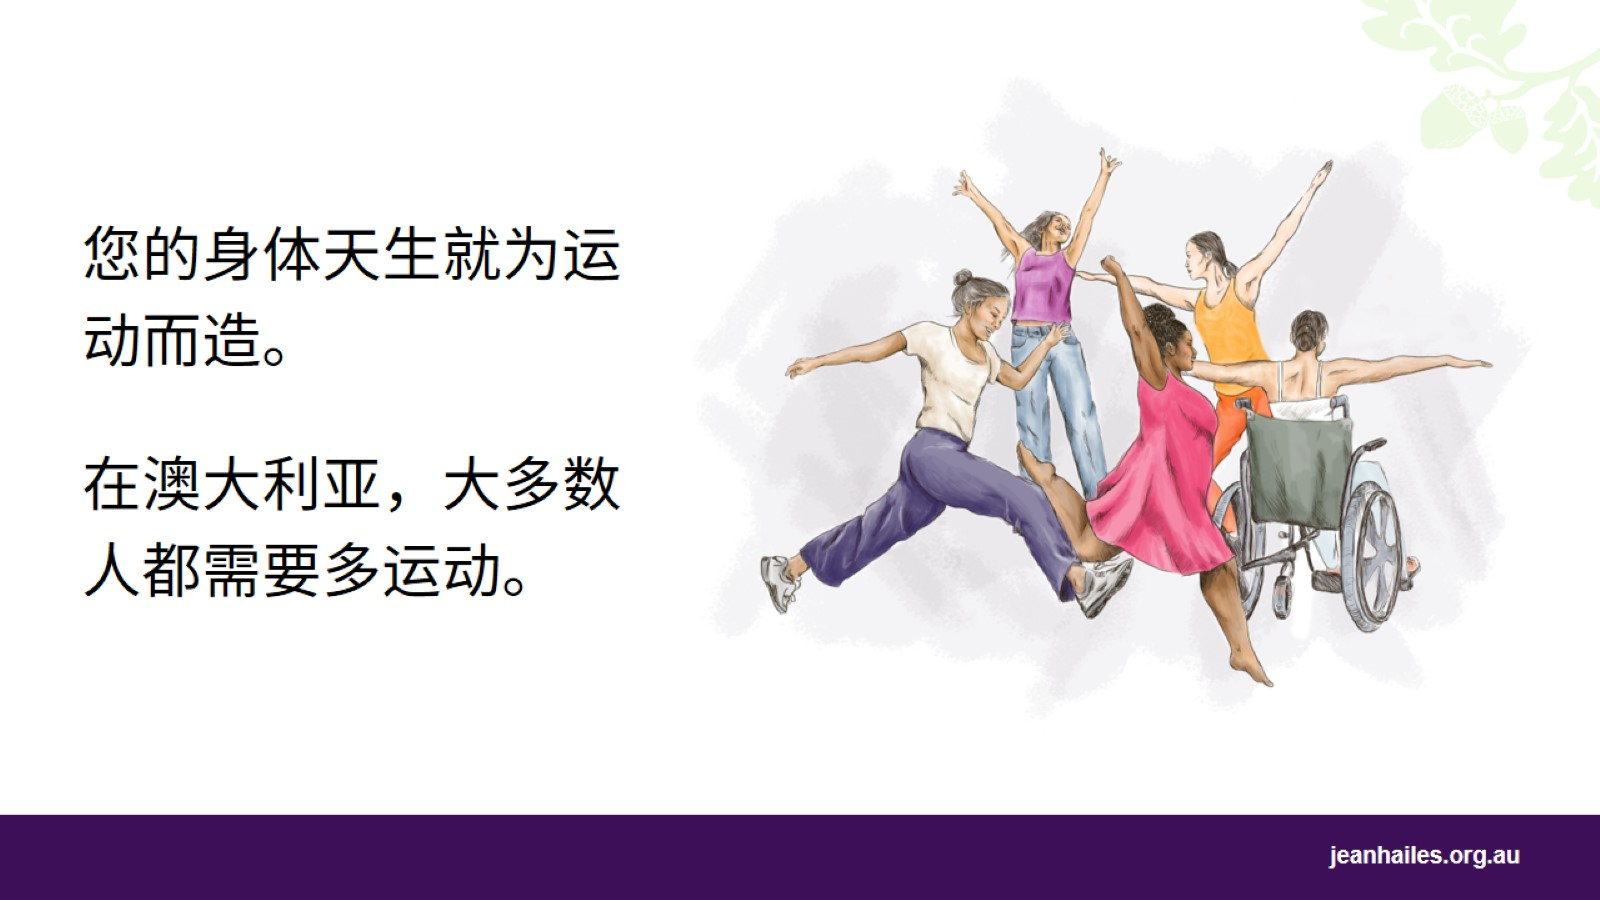 您的身体天生就为运
动而造。
在澳大利亚，大多数
人都需要多运动。
jeanhailes.org.au